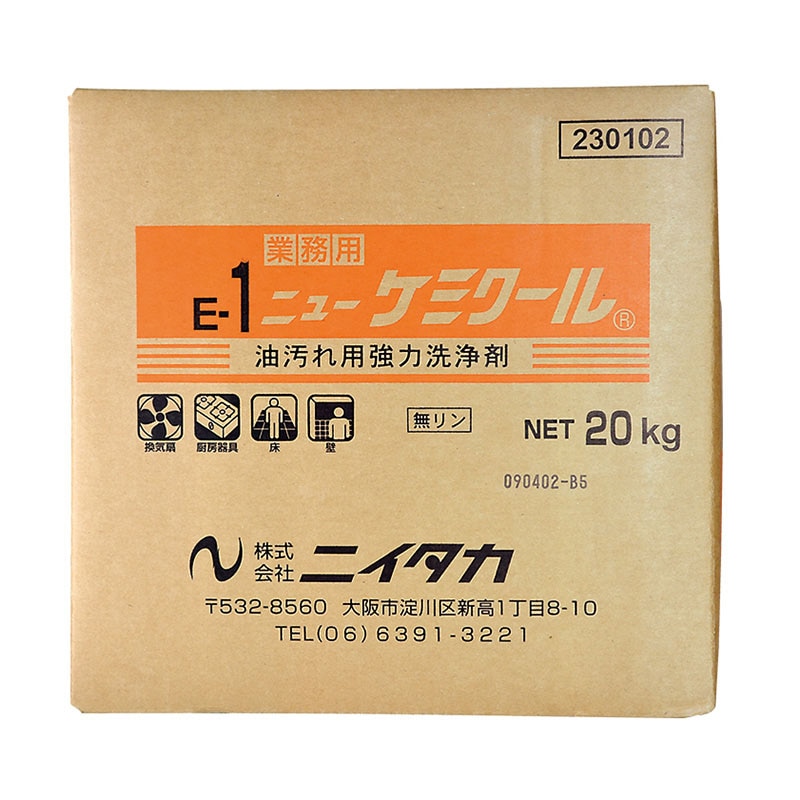 230102
業務用
E-1 ニューケミクール®
油汚れ用強力洗浄剤
換気扇 厨房器具 床 壁
無リン
NET 20kg
090402-B5
株式会社 ニイタカ
〒532-8560 大阪市淀川区新高1丁目8-10
TEL(06)6391-3221